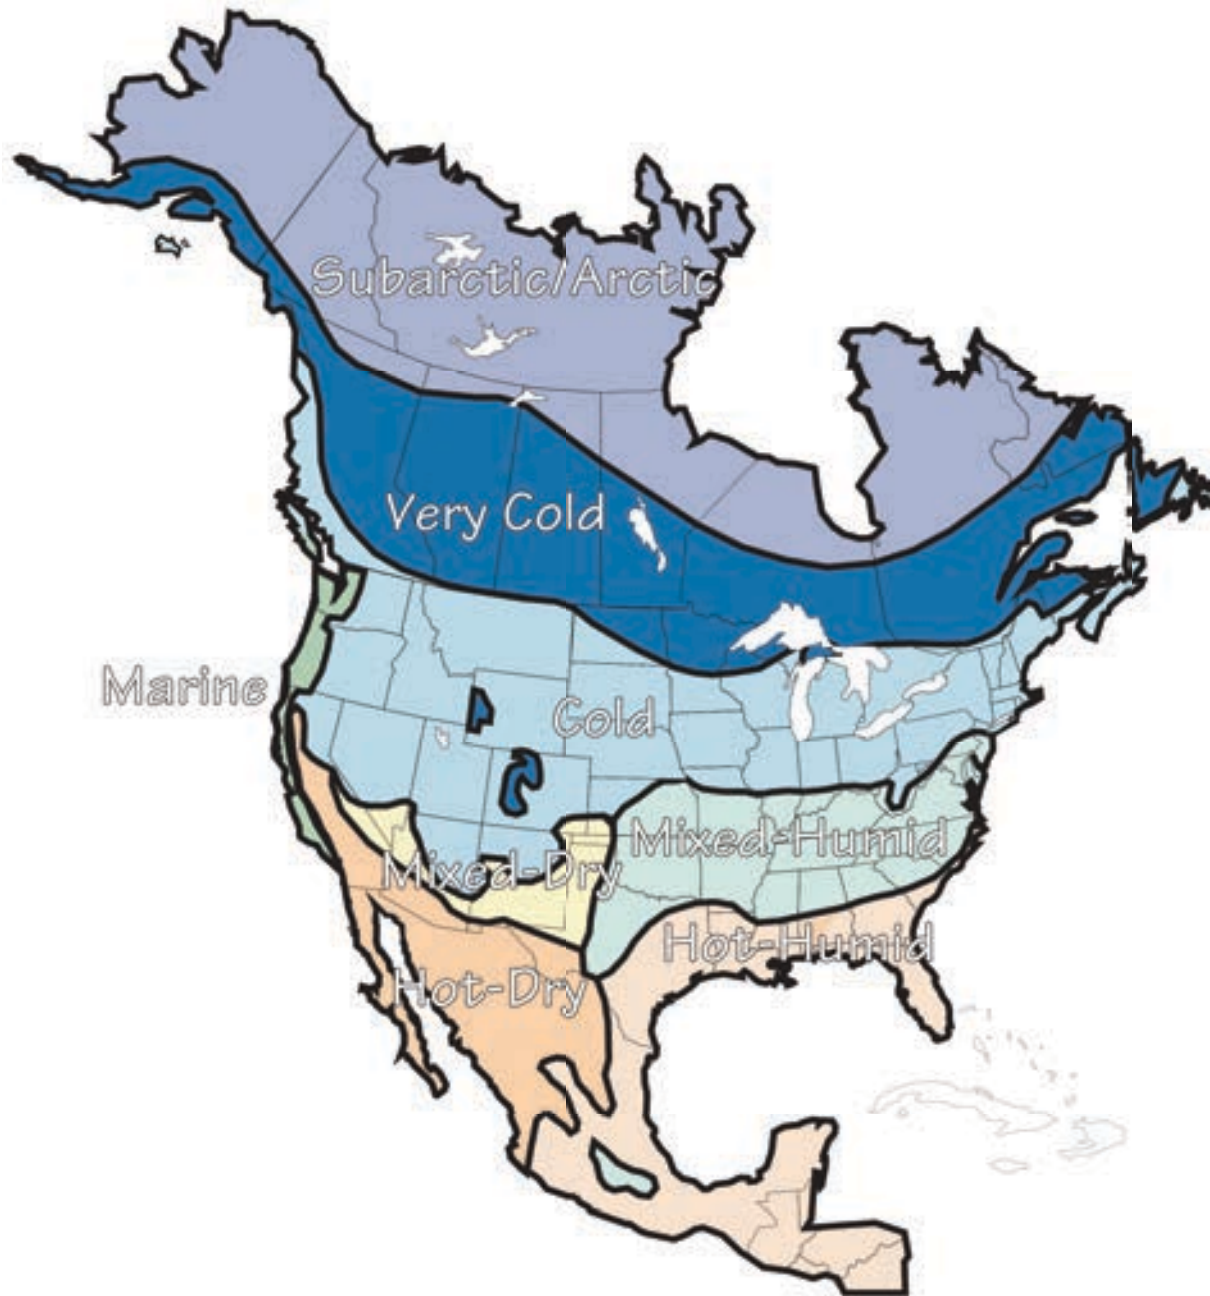 Subarctic/Arctic
Very Cold
Marine
Cold
Mixed-Humid
Mixed-Dry
Hot-Humid
Hot-Dry